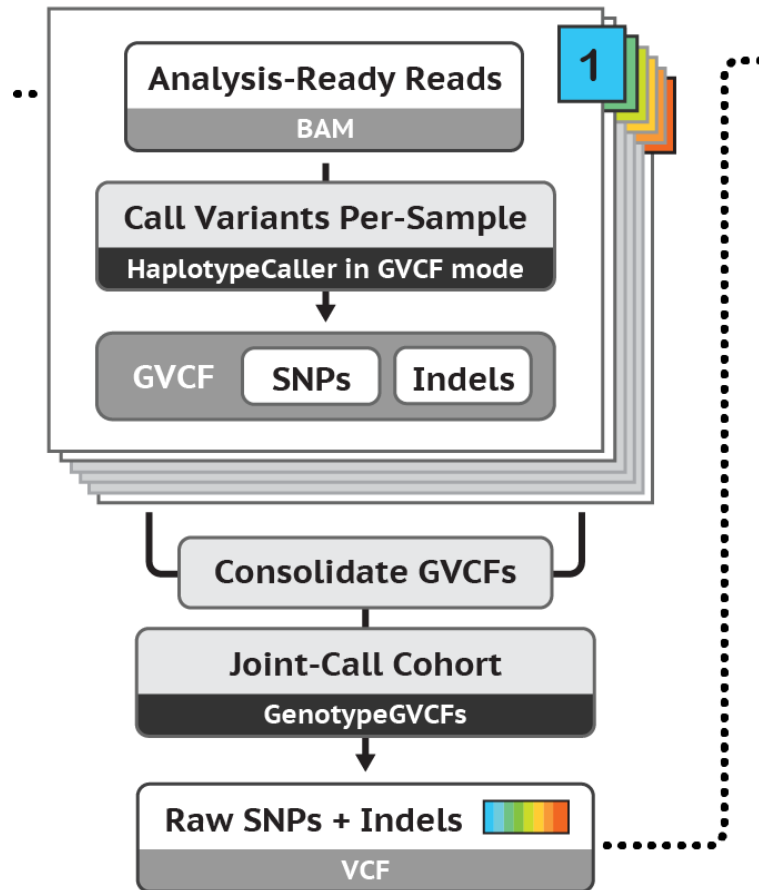 1
Analysis-Ready Reads
BAM
Call Variants Per-Sample
HaplotypeCaller in GVCF mode
GVCF SNPs Indels
Consolidate GVCFs
Joint-Call Cohort
GenotypeGVCFs
Raw SNPs + Indels
VCF